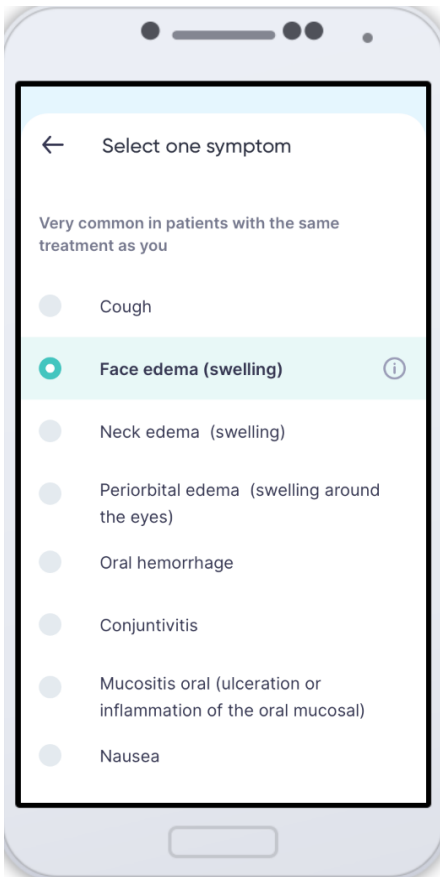 Select one symptom
Very common in patients with the same
treatment as you
Cough
Face edema (swelling)
Neck edema  (swelling)
Periorbital edema  (swelling around
the eyes)
Oral hemorrhage
Conjuntivitis
Mucositis oral (ulceration or
inflammation of the oral mucosal)
Nausea